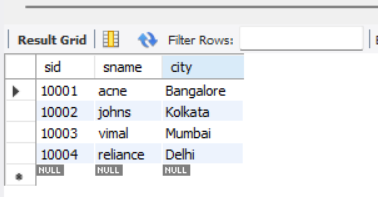 Result Grid Filter Rows:
sid sname city
10001 acne Bangalore
10002 johns Kolkata
10003 vimal Mumbai
10004 reliance Delhi
NULL NULL NULL